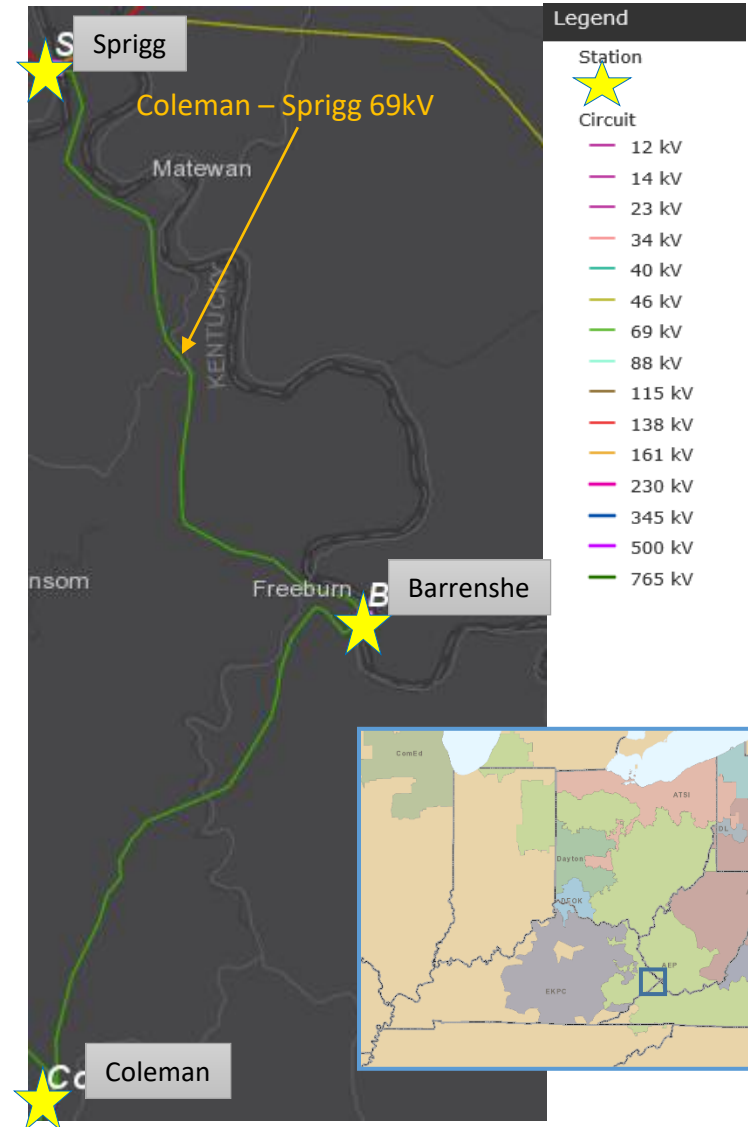 S
Sprigg
Coleman – Sprigg 69kV
Matewan
KENTUCKY
nsom
Freeburn
B
Barrenshe
Co
Coleman
Legend
Station
Circuit
12 kV
14 kV
23 kV
34 kV
40 kV
46 kV
69 kV
88 kV
115 kV
138 kV
161 kV
230 kV
345 kV
500 kV
765 kV
ComEd
ATSI
DL
Dayton
DEOK
AEP
EKPC